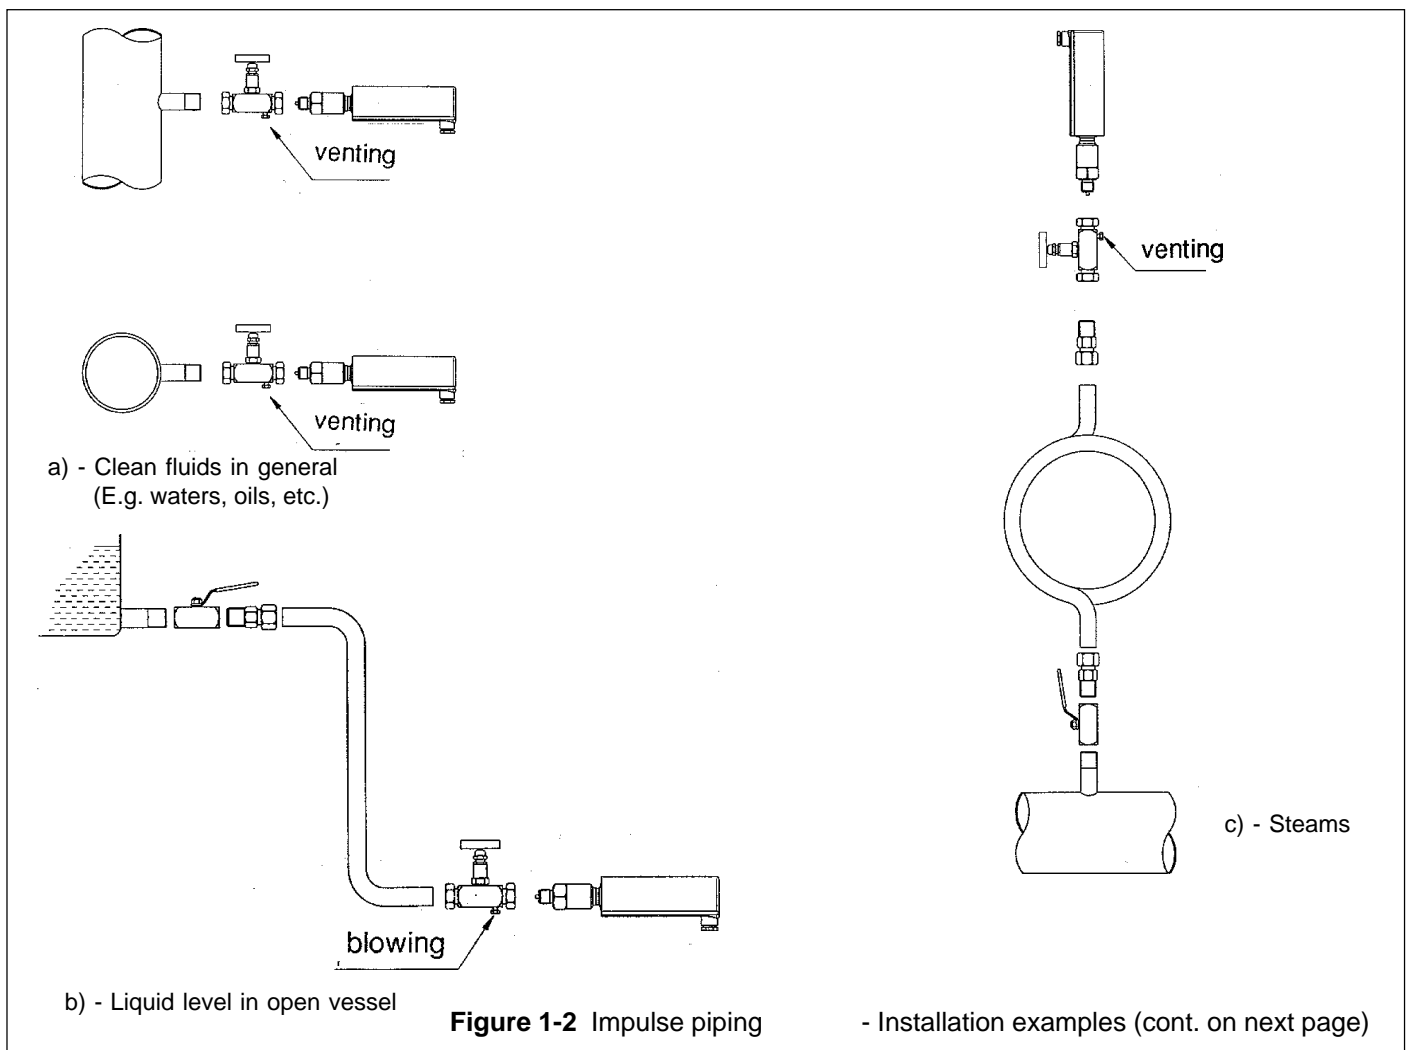 venting
venting
a) - Clean fluids in general
(E.g. waters, oils, etc.)
blowing
b) - Liquid level in open vessel
venting
c) - Steams
Figure 1-2 Impulse piping - Installation examples (cont. on next page)